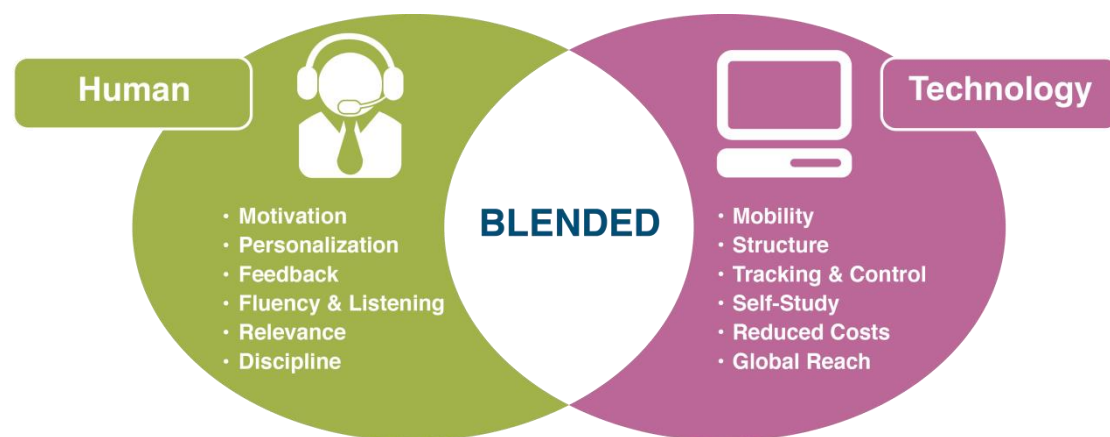 Human
· Motivation
· Personalization
· Feedback
· Fluency & Listening
· Relevance
· Discipline
BLENDED
Technology
· Mobility
· Structure
· Tracking & Control
· Self-Study
· Reduced Costs
· Global Reach